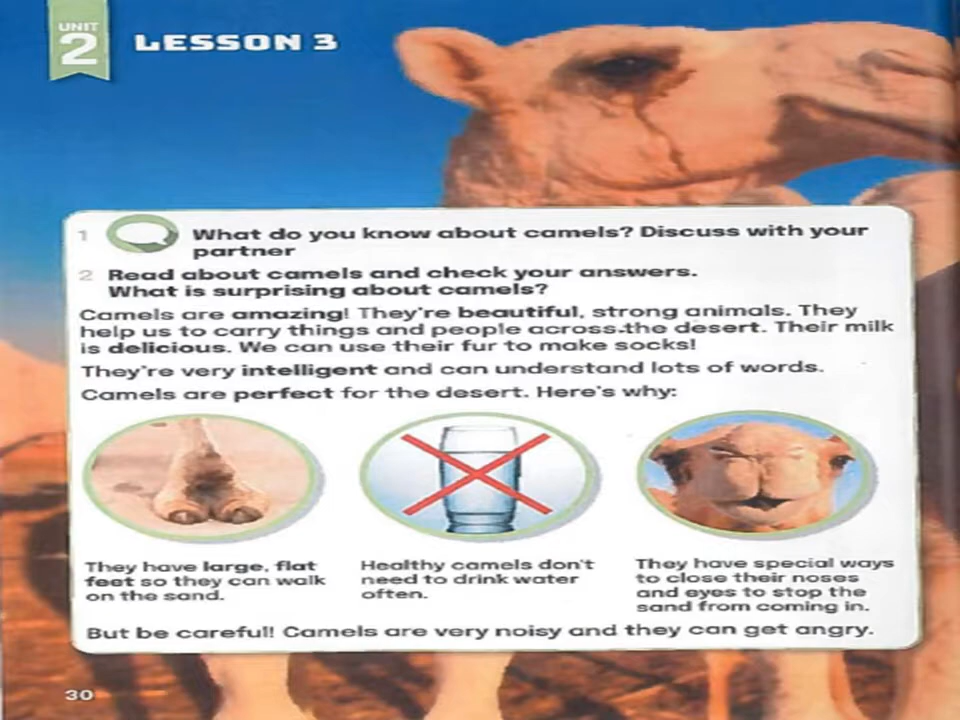 UNIT
2
LESSON 3
1 What do you know about camels? Discuss with your
partner
2 Read about camels and check your answers.
What is surprising about camels?
Camels are amazing! They're beautiful, strong animals. They
help us to carry things and people across the desert. Their milk
is delicious. We can use their fur to make socks!
They're very intelligent and can understand lots of words.
Camels are perfect for the desert. Here's why:
They have large, flat
feet so they can walk
on the sand.
Healthy camels don't
need to drink water
often.
They have special ways
to close their noses
and eyes to stop the
sand from coming in.
But be careful! Camels are very noisy and they can get angry.
30